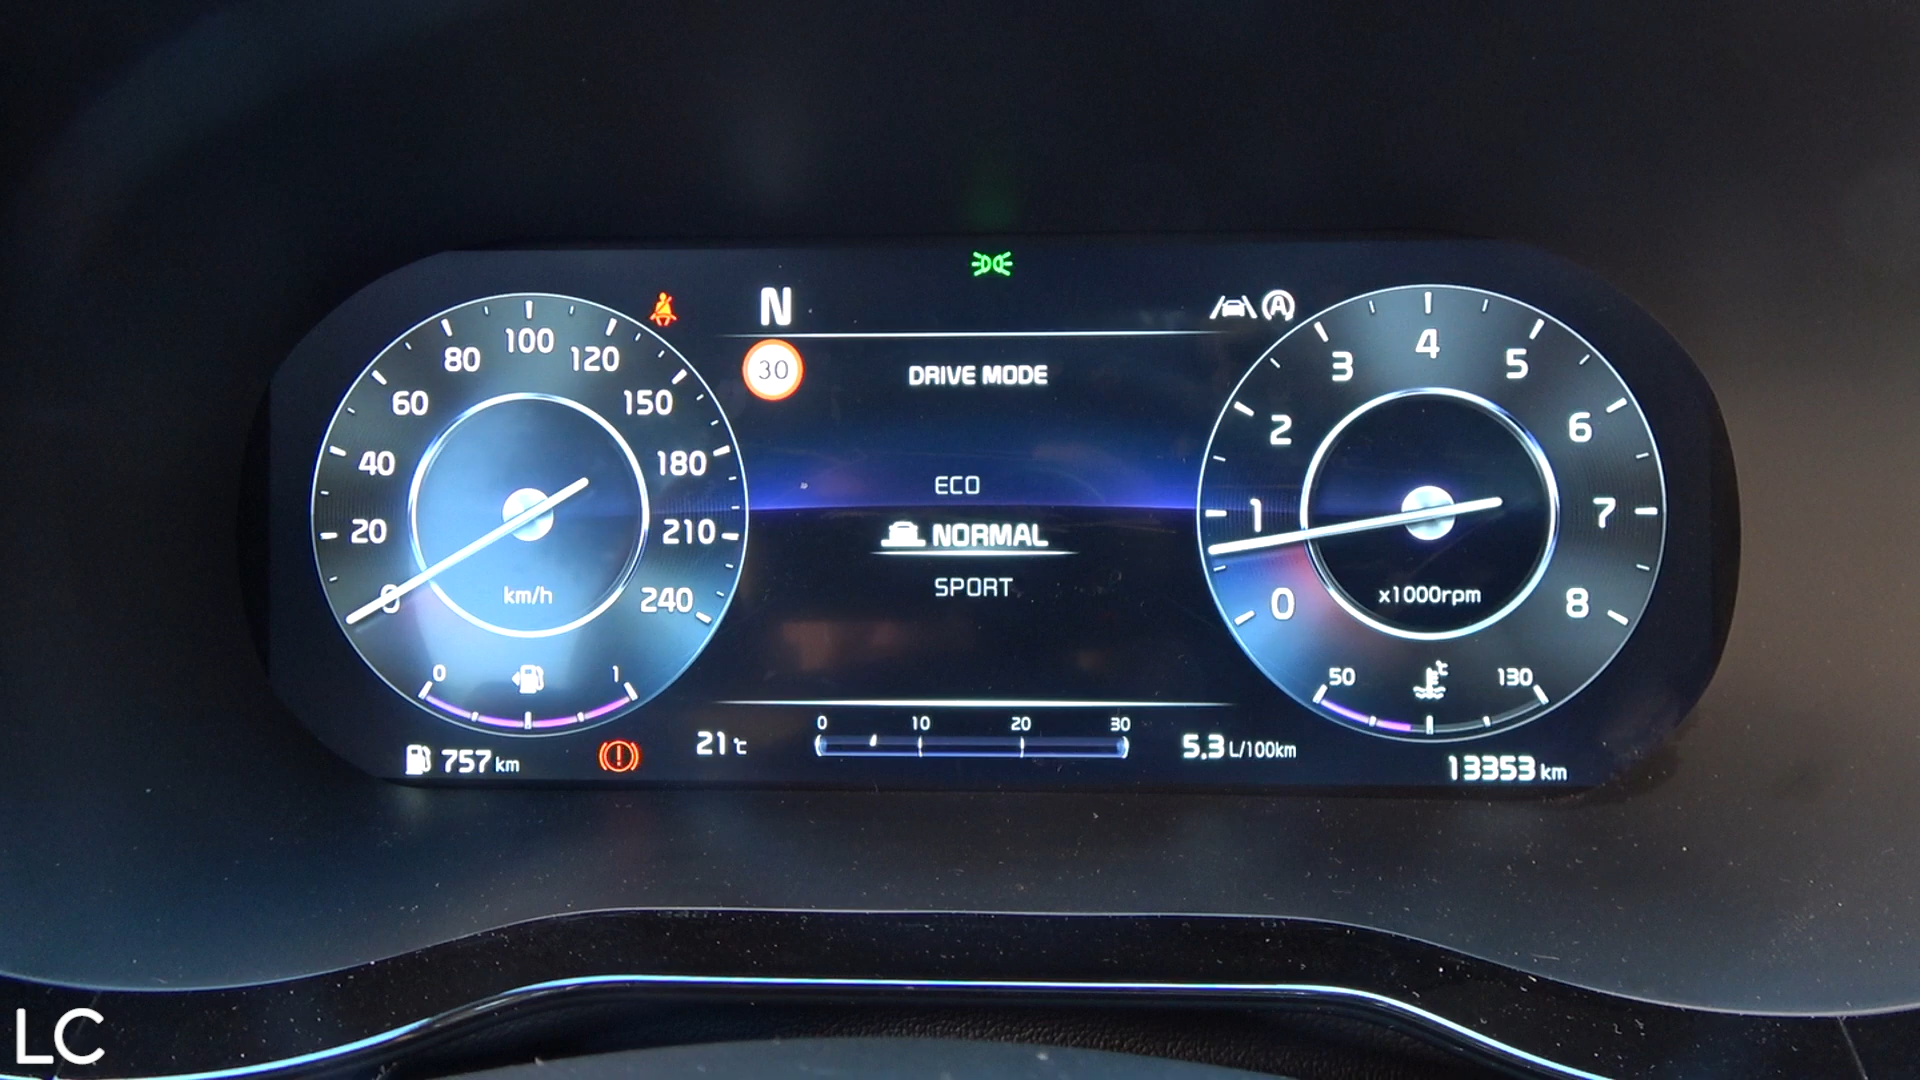 N
30
DRIVE MODE
ECO
NORMAL
SPORT
0
20
40
60
80
100
120
150
180
210
240
km/h
0
1
757 km
21 °C
0 10 20 30
5.3 L/100km
A
0
1
2
3
4
5
6
7
8
x1000rpm
50
°C
130
13353 km
LC